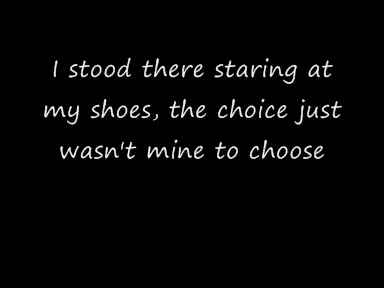 I stood there staring at
my shoes, the choice just
wasn't mine to choose